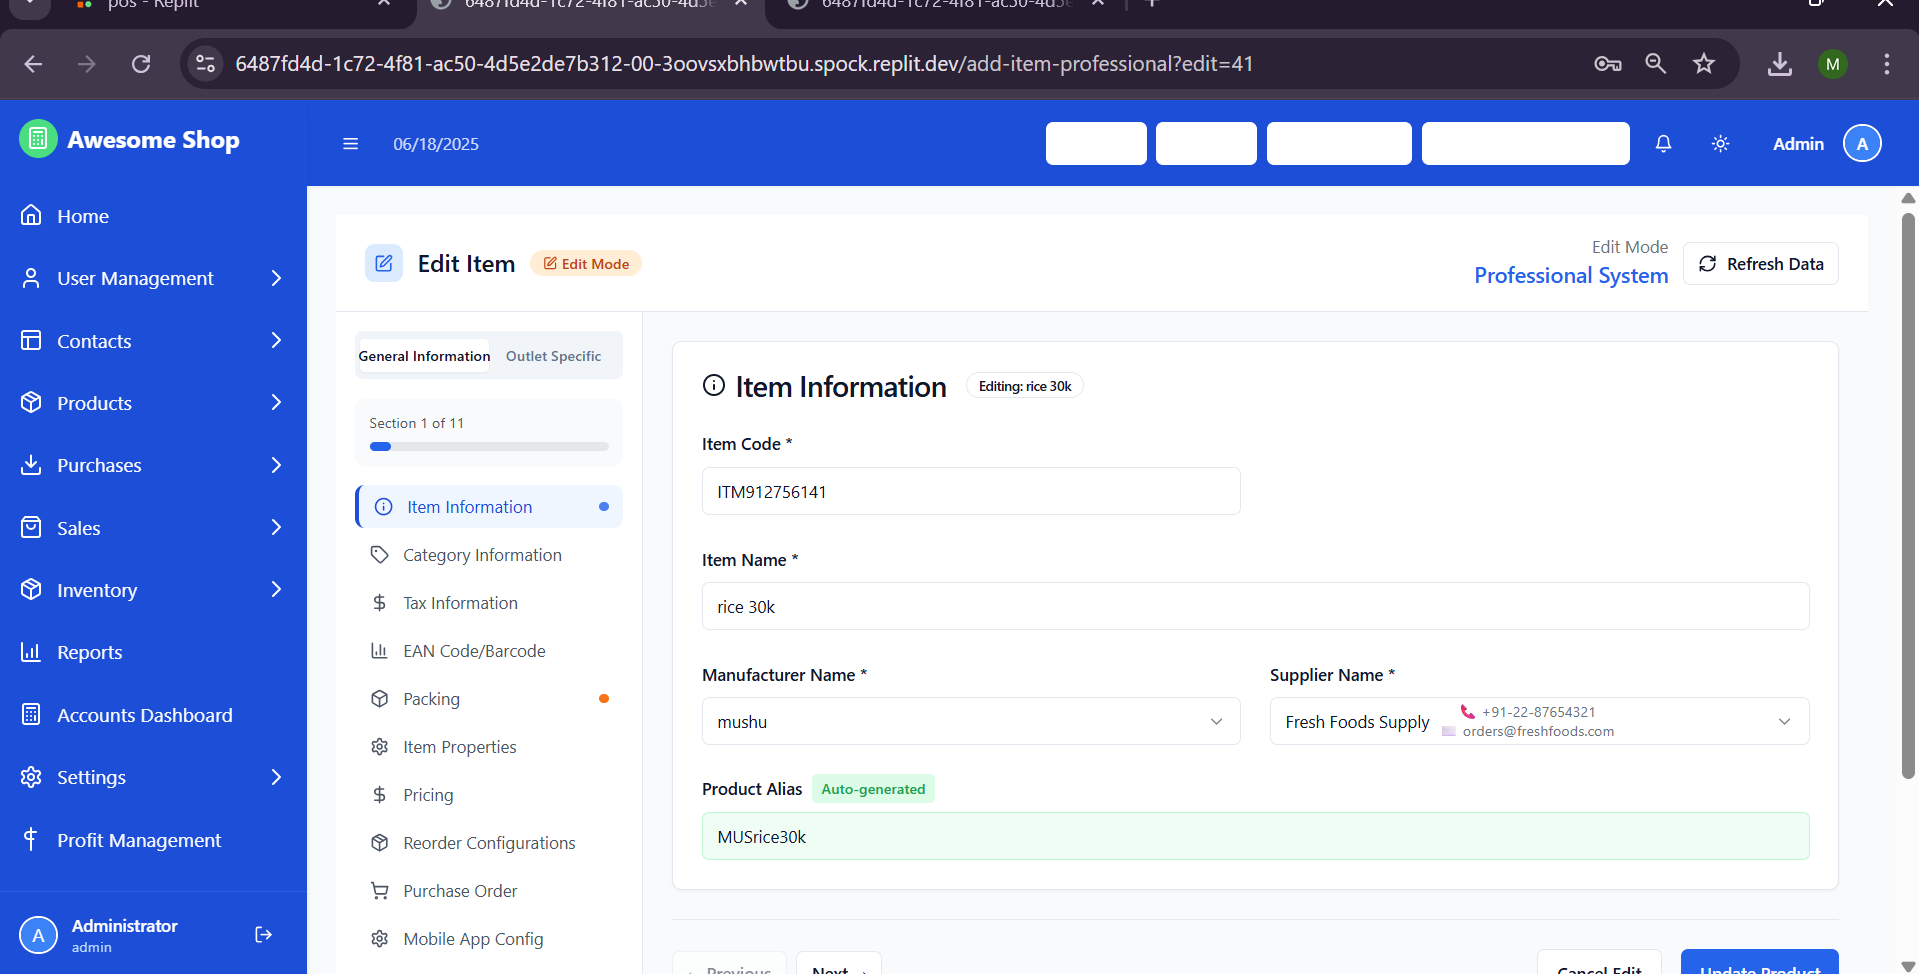 pos - Replit
6487fd4d-1c72-4f81-ac50-4d5e
6487fd4d-1c72-4f81-ac50-4d5e
6487fd4d-1c72-4f81-ac50-4d5e2de7b312-00-3oovsxbhbwtbu.spock.replit.dev/add-item-professional?edit=41
M
Awesome Shop
06/18/2025
Admin
A
Home
User Management
Contacts
Products
Purchases
Sales
Inventory
Reports
Accounts Dashboard
Settings
Profit Management
A
Administrator
admin
Edit Item
Edit Mode
Edit Mode
Professional System
Refresh Data
General Information
Outlet Specific
Section 1 of 11
Item Information
Category Information
Tax Information
EAN Code/Barcode
Packing
Item Properties
Pricing
Reorder Configurations
Purchase Order
Mobile App Config
Item Information
Editing: rice 30k
Item Code *
ITM912756141
Item Name *
rice 30k
Manufacturer Name *
mushu
Supplier Name *
Fresh Foods Supply
+91-22-87654321
orders@freshfoods.com
Product Alias
Auto-generated
MUSrice30k
Previous
Next
Cancel Edit
Update Product